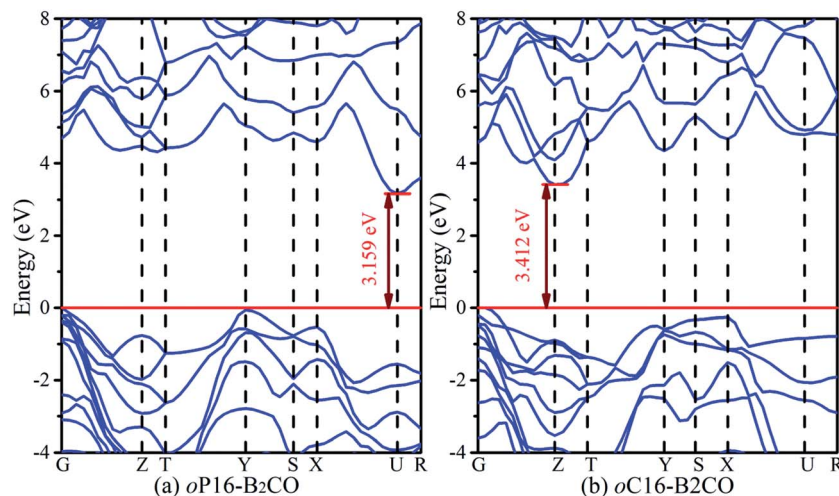 8
6
4
2
0
-2
-4
Energy (eV)
3.159 eV
G Z T Y S X U R
(a) oP16-B₂CO
8
6
4
2
0
-2
-4
Energy (eV)
3.412 eV
G Z T Y S X U R
(b) oC16-B2CO